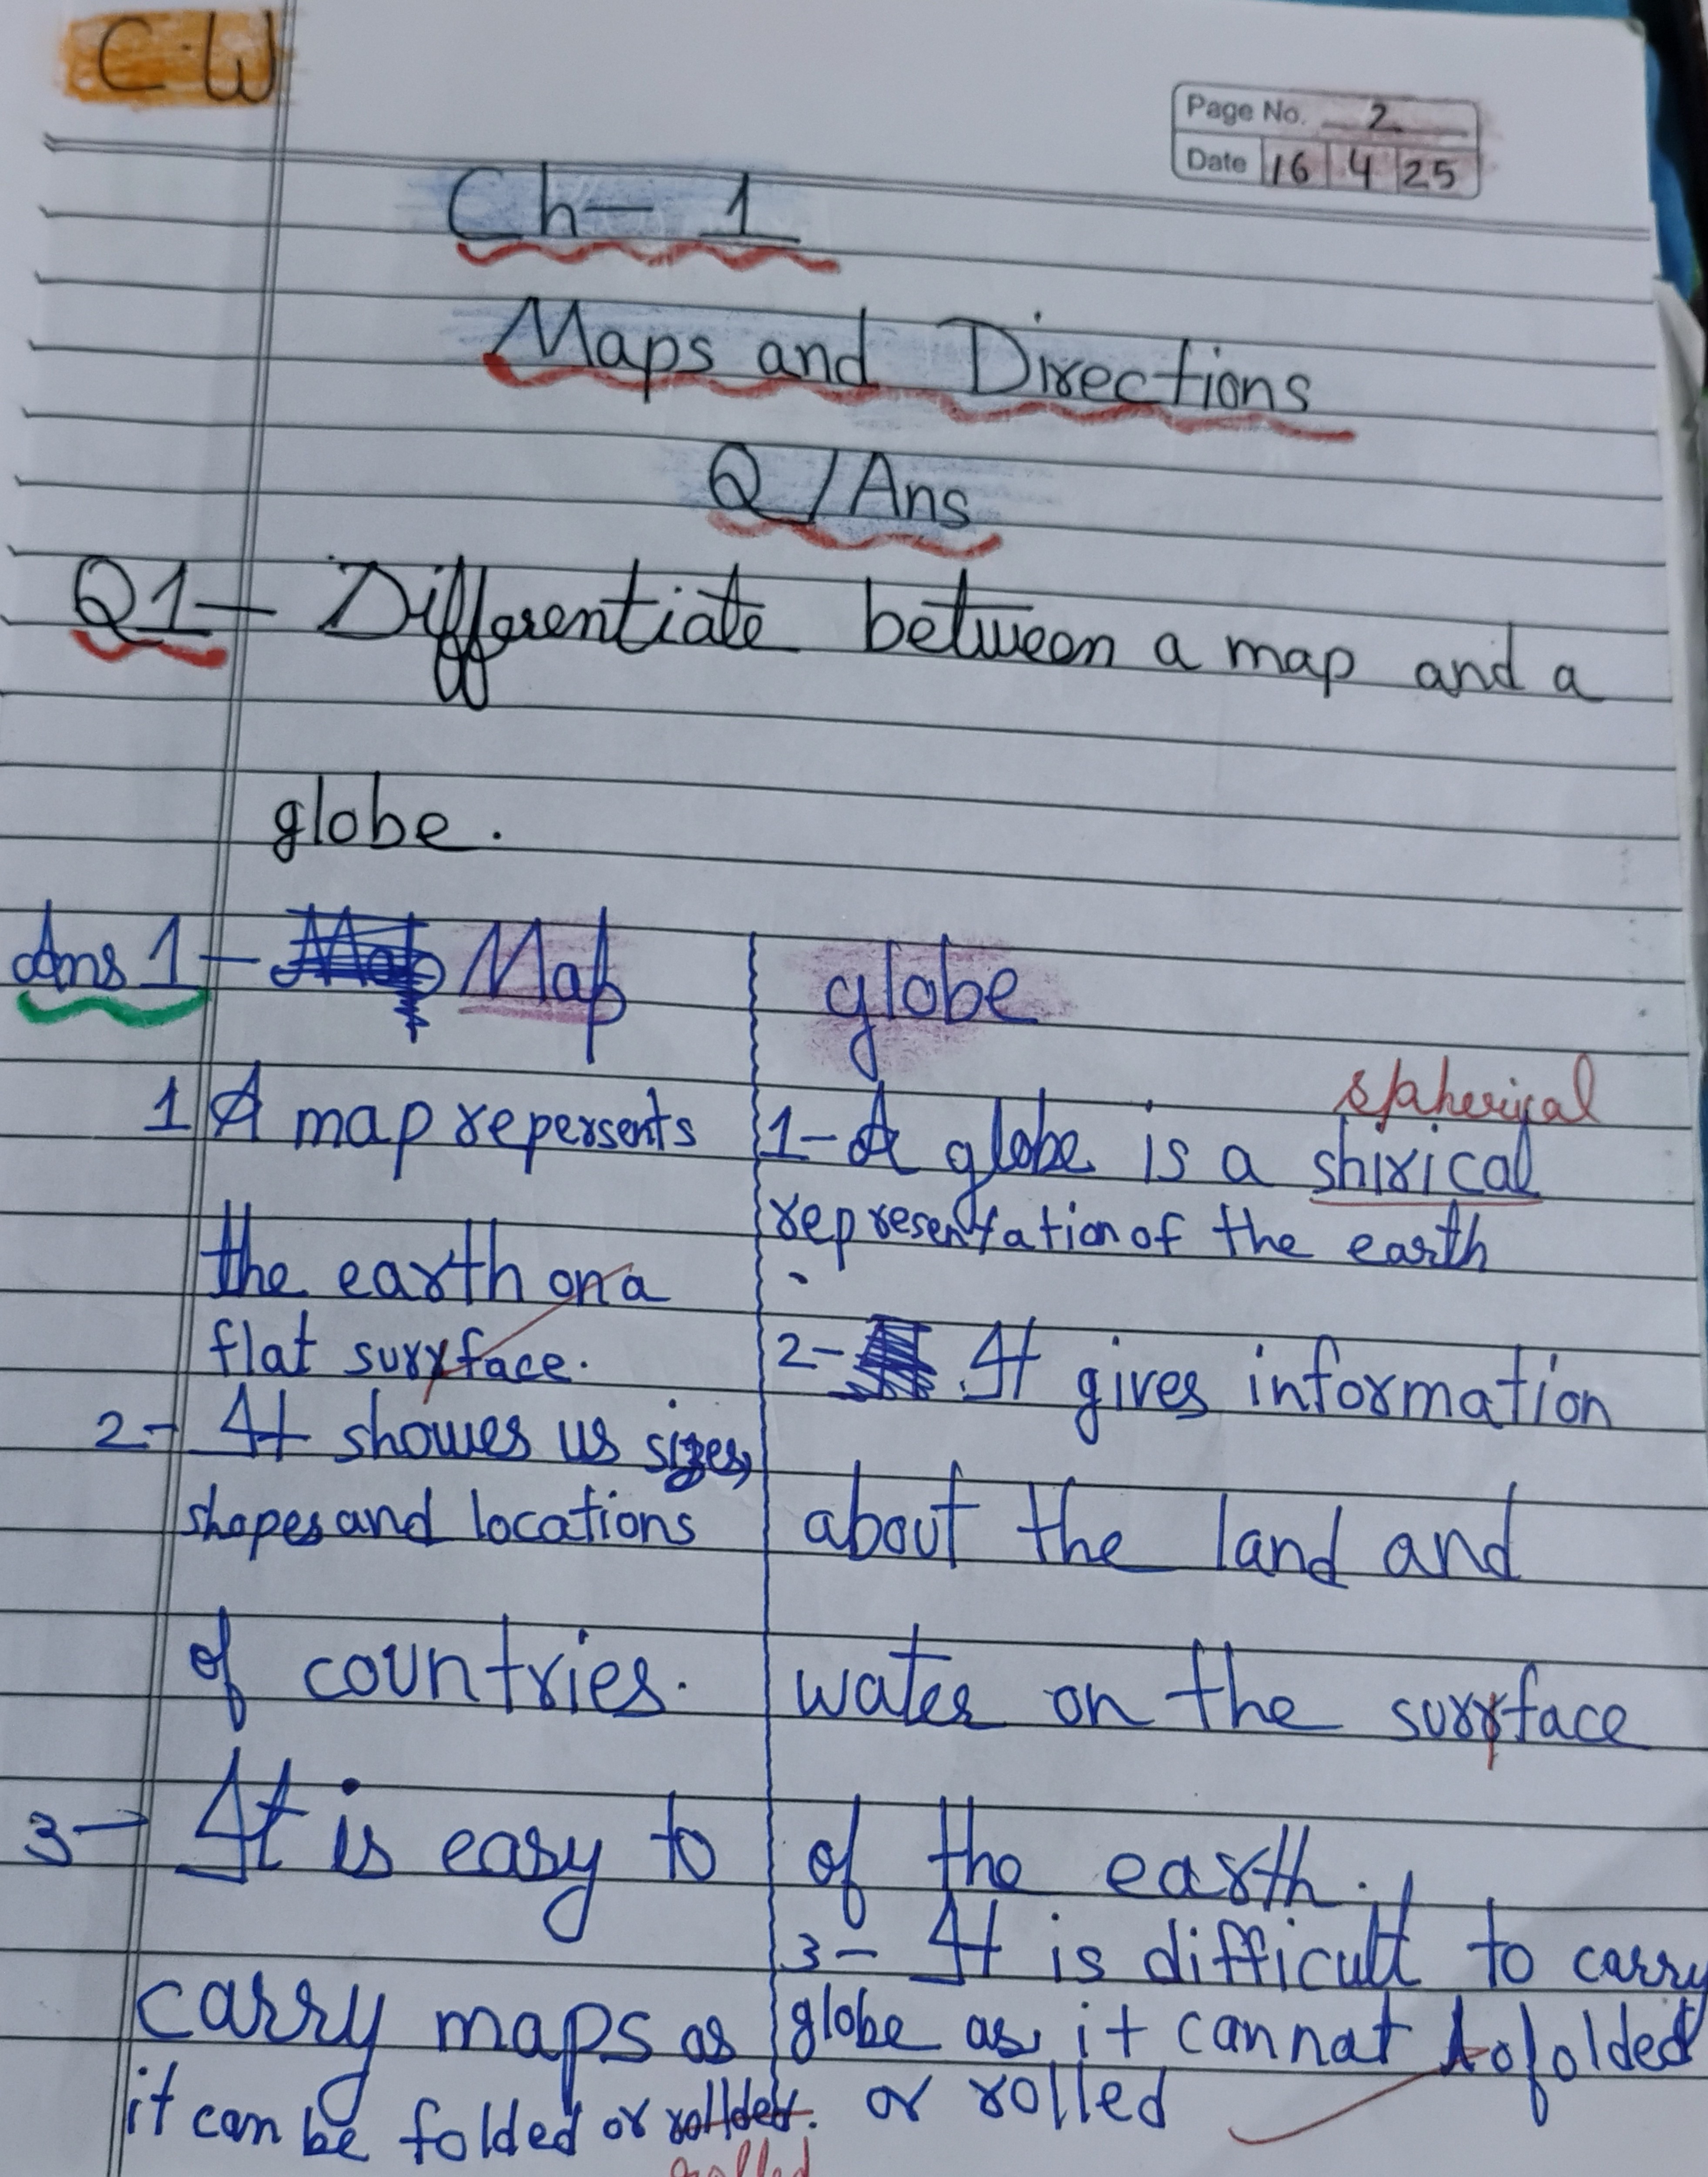 C.W
Page No. 2
Date 16 4 25
Ch- 1
Maps and Directions
Q/Ans
Q1- Differentiate between a map and a
globe.
Ans 1- Map
1 A map repersents
the earth on a
flat surrface.
2- It showes us sizes,
shapes and locations
of countries.
3- It is easy to
carry maps as
it can be folded or rollded.
rolled
globe
spherical
1- A globe is a shirical
representation of the earth
.
2- It gives information
about the land and
water on the surrface
of the earth.
3- It is difficult to carry
globe as it cannat folded
or rolled